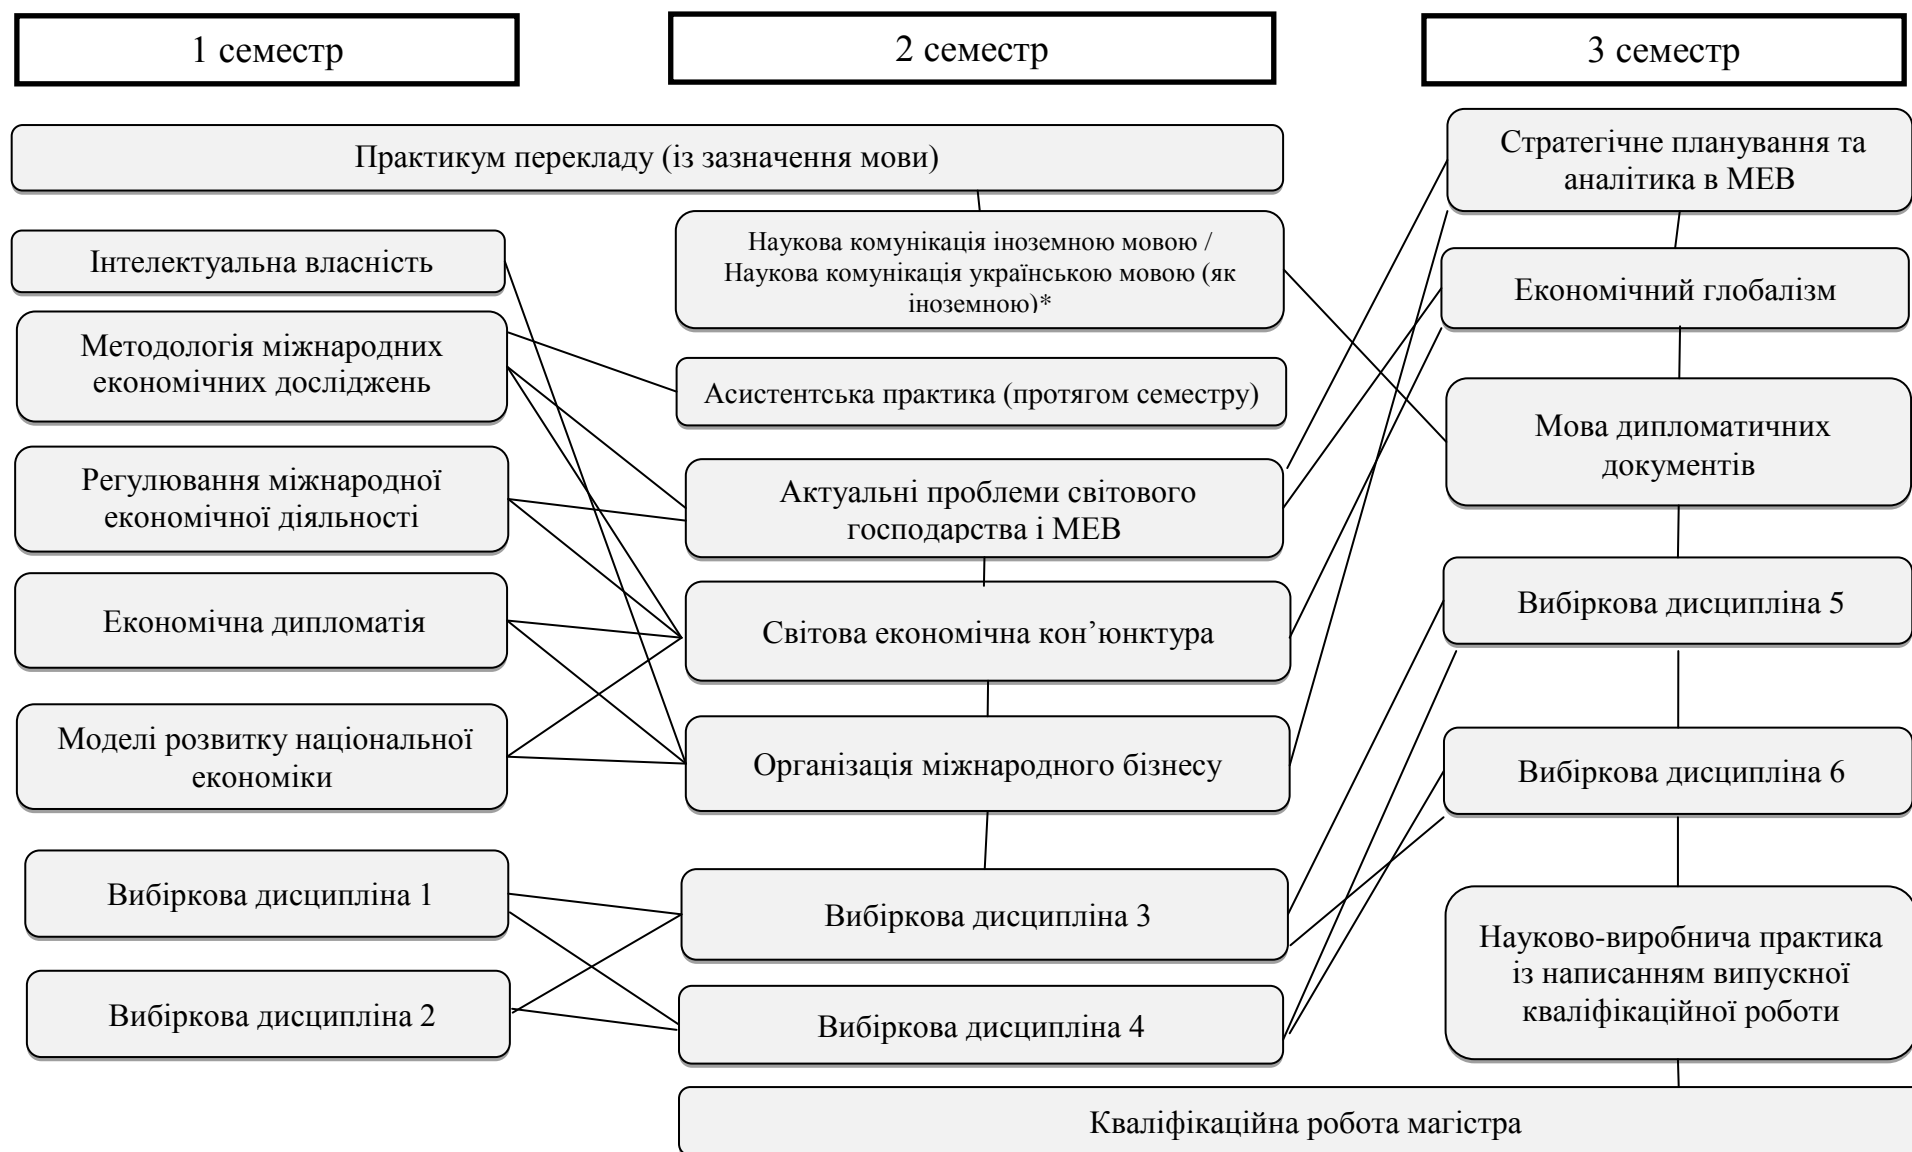 1 семестр
2 семестр
3 семестр
Практикум перекладу (із зазначення мови)
Інтелектуальна власність
Методологія міжнародних
економічних досліджень
Регулювання міжнародної
економічної діяльності
Економічна дипломатія
Моделі розвитку національної
економіки
Вибіркова дисципліна 1
Вибіркова дисципліна 2
Наукова комунікація іноземною мовою /
Наукова комунікація українською мовою (як
іноземною)*
Асистентська практика (протягом семестру)
Актуальні проблеми світового
господарства і МЕВ
Світова економічна кон’юнктура
Організація міжнародного бізнесу
Вибіркова дисципліна 3
Вибіркова дисципліна 4
Стратегічне планування та
аналітика в МЕВ
Економічний глобалізм
Мова дипломатичних
документів
Вибіркова дисципліна 5
Вибіркова дисципліна 6
Науково-виробнича практика
із написанням випускної
кваліфікаційної роботи
Кваліфікаційна робота магістра